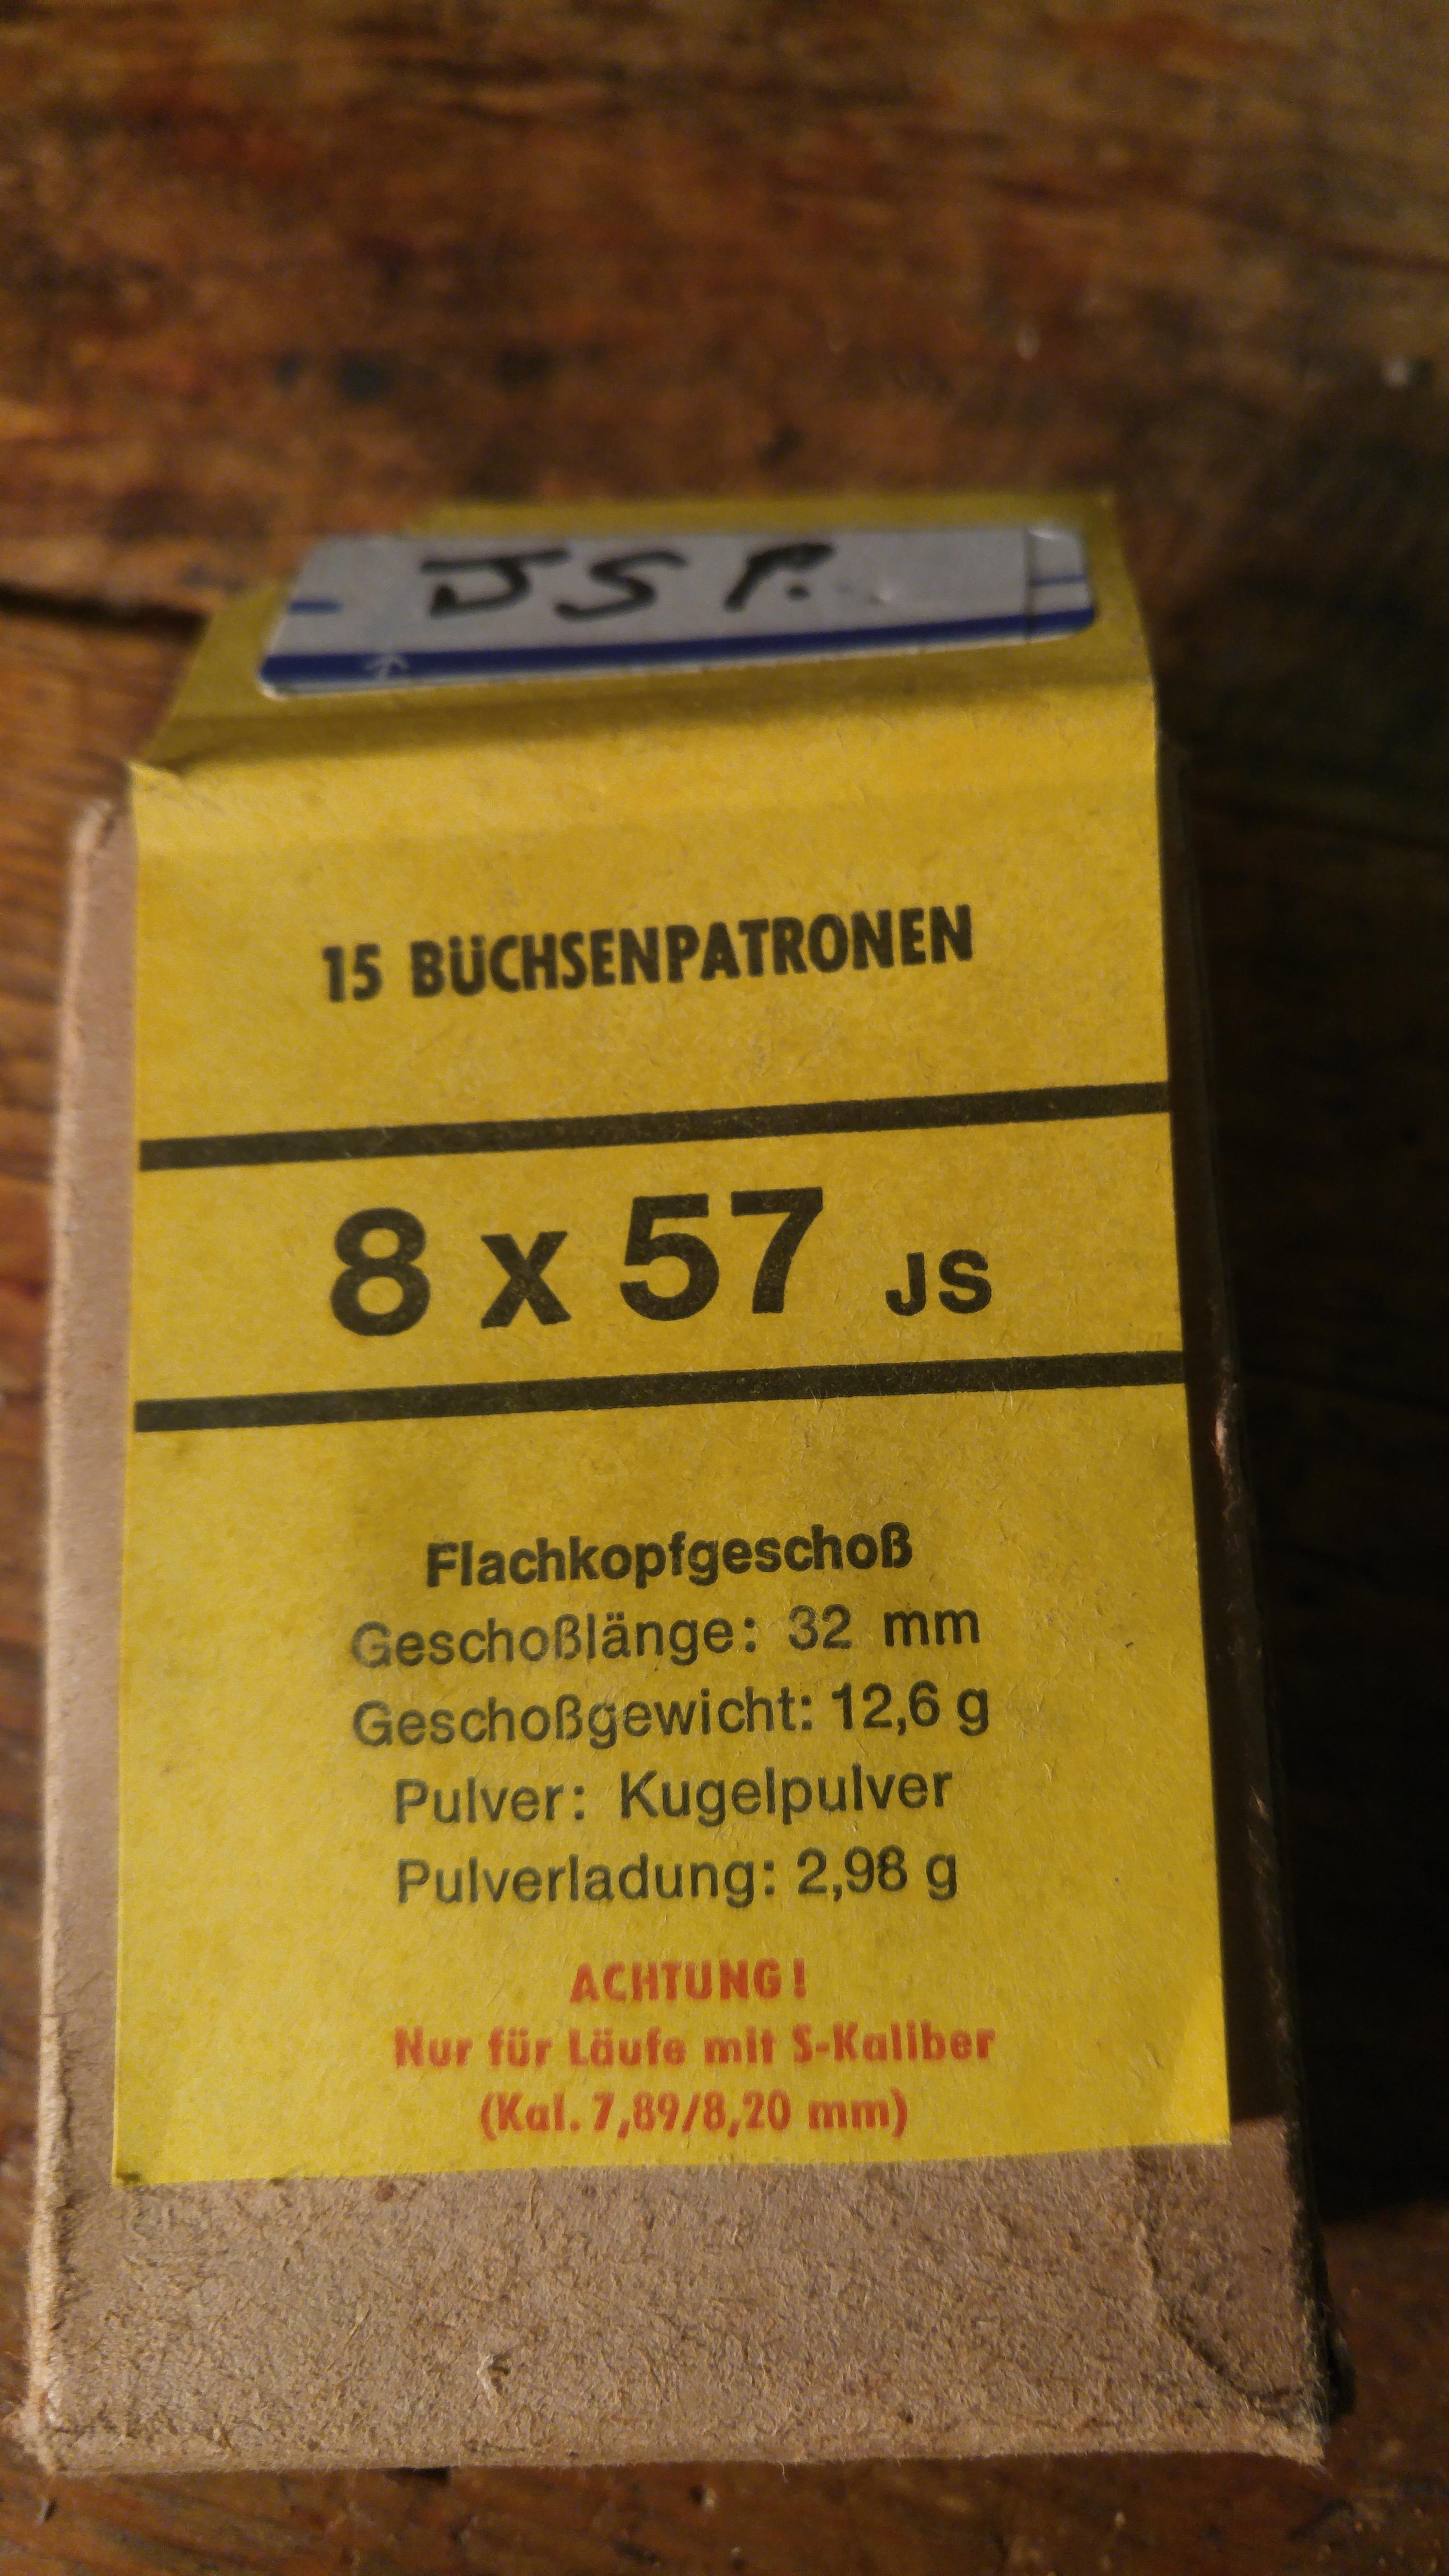 JS P.
15 BÜCHSENPATRONEN
8 x 57 JS
Flachkopfgeschoß
Geschoßlänge: 32 mm
Geschoßgewicht: 12,6 g
Pulver: Kugelpulver
Pulverladung: 2,98 g
ACHTUNG!
Nur für Läufe mit S-Kaliber
(Kal. 7,89/8,20 mm)